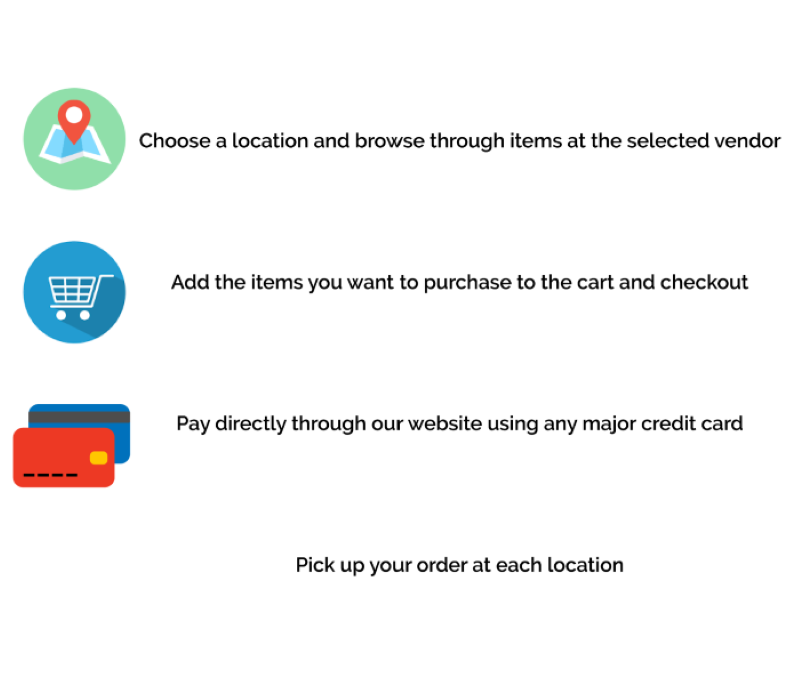 Choose a location and browse through items at the selected vendor
Add the items you want to purchase to the cart and checkout
Pay directly through our website using any major credit card
Pick up your order at each location